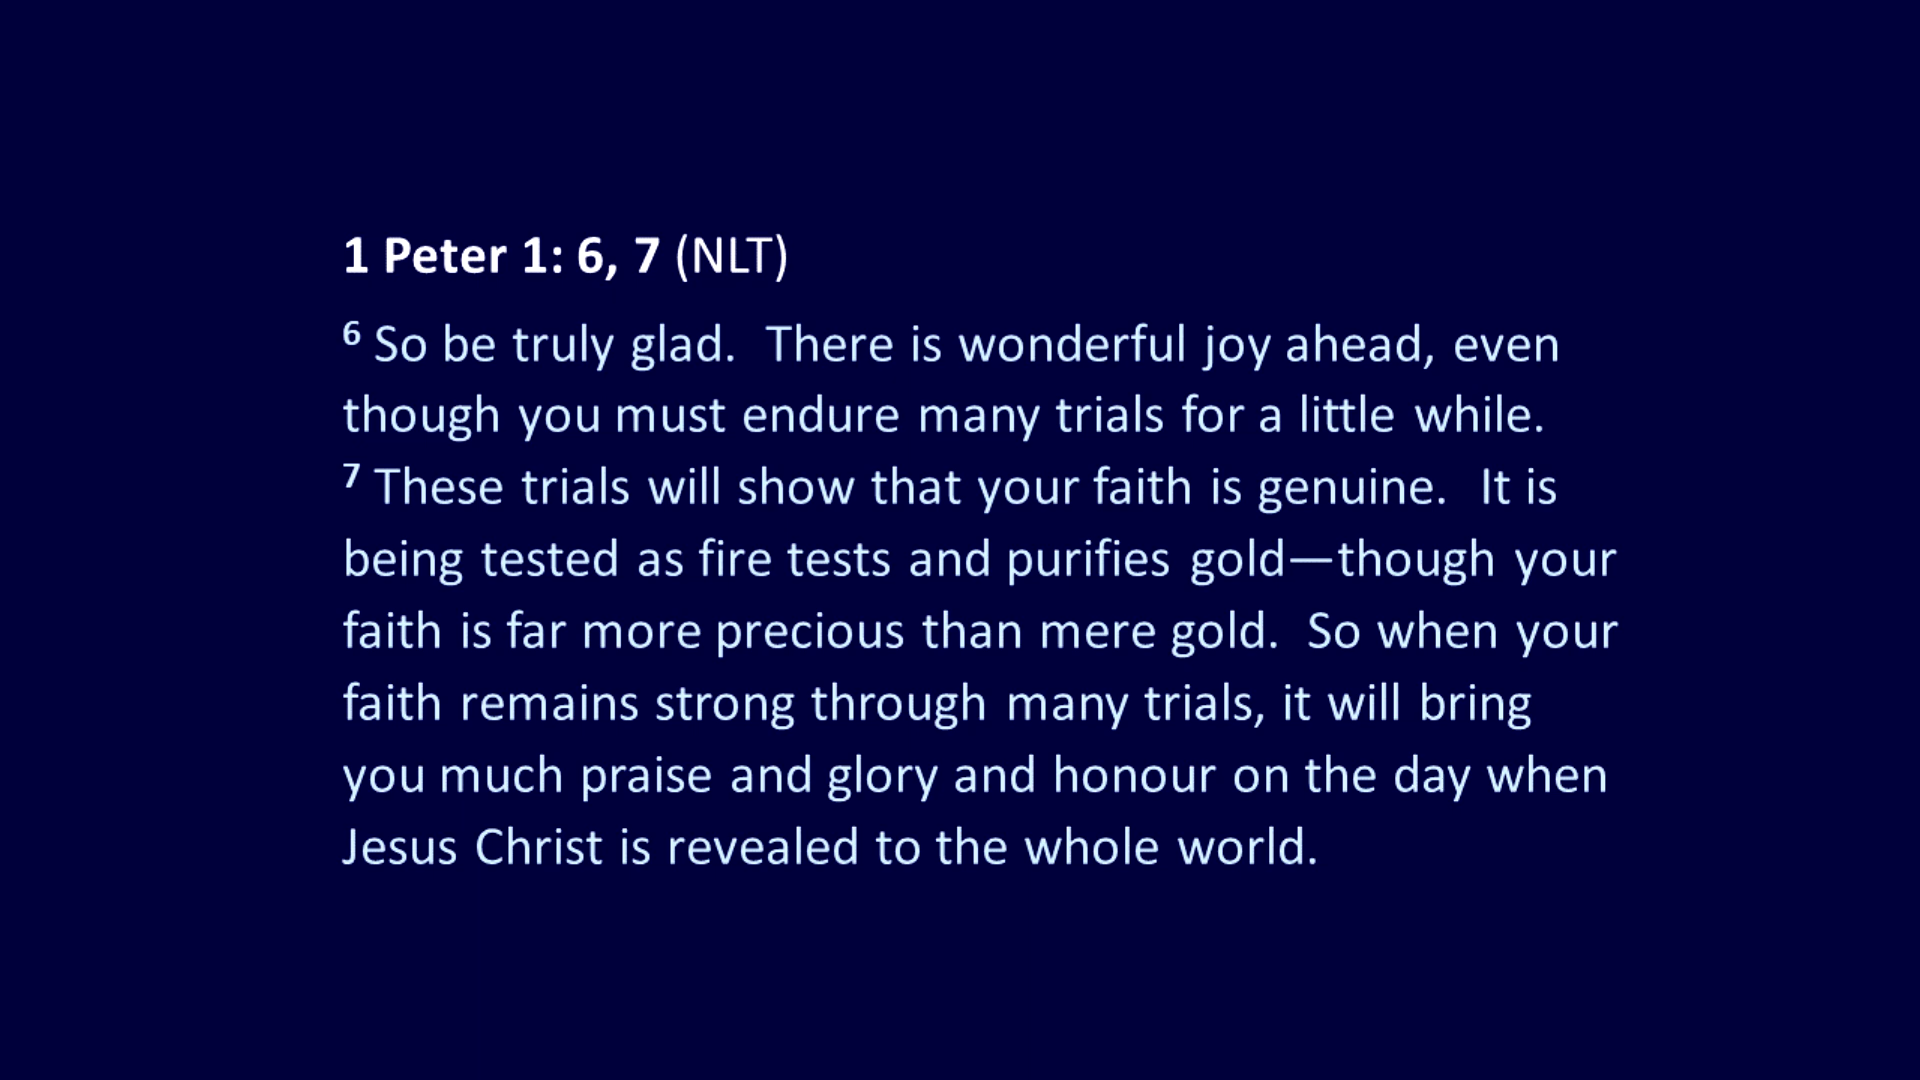 1 Peter 1: 6, 7 (NLT)
6 So be truly glad.  There is wonderful joy ahead, even
though you must endure many trials for a little while.
7 These trials will show that your faith is genuine.  It is
being tested as fire tests and purifies gold—though your
faith is far more precious than mere gold.  So when your
faith remains strong through many trials, it will bring
you much praise and glory and honour on the day when
Jesus Christ is revealed to the whole world.